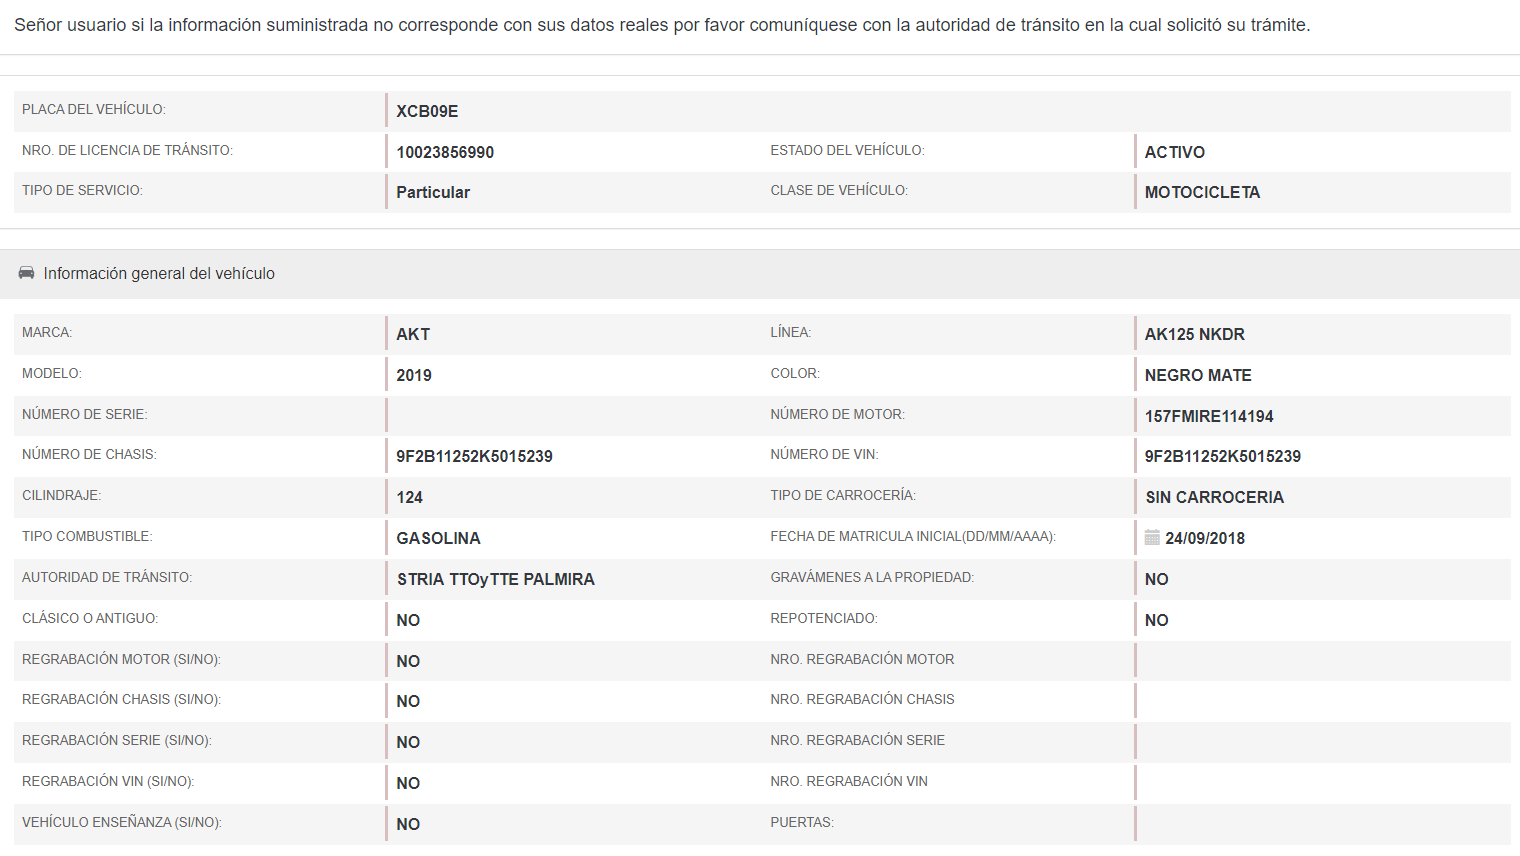 Señor usuario si la información suministrada no corresponde con sus datos reales por favor comuníquese con la autoridad de tránsito en la cual solicitó su trámite.
PLACA DEL VEHÍCULO: XCB09E
NRO. DE LICENCIA DE TRÁNSITO: 10023856990 ESTADO DEL VEHÍCULO: ACTIVO
TIPO DE SERVICIO: Particular CLASE DE VEHÍCULO: MOTOCICLETA
Información general del vehículo
MARCA: AKT LÍNEA: AK125 NKDR
MODELO: 2019 COLOR: NEGRO MATE
NÚMERO DE SERIE: NÚMERO DE MOTOR: 157FMIRE114194
NÚMERO DE CHASIS: 9F2B11252K5015239 NÚMERO DE VIN: 9F2B11252K5015239
CILINDRAJE: 124 TIPO DE CARROCERÍA: SIN CARROCERIA
TIPO COMBUSTIBLE: GASOLINA FECHA DE MATRICULA INICIAL(DD/MM/AAAA): 24/09/2018
AUTORIDAD DE TRÁNSITO: STRIA TTOyTTE PALMIRA GRAVÁMENES A LA PROPIEDAD: NO
CLÁSICO O ANTIGUO: NO REPOTENCIADO: NO
REGRABACIÓN MOTOR (SI/NO): NO NRO. REGRABACIÓN MOTOR
REGRABACIÓN CHASIS (SI/NO): NO NRO. REGRABACIÓN CHASIS
REGRABACIÓN SERIE (SI/NO): NO NRO. REGRABACIÓN SERIE
REGRABACIÓN VIN (SI/NO): NO NRO. REGRABACIÓN VIN
VEHÍCULO ENSEÑANZA (SI/NO): NO PUERTAS: